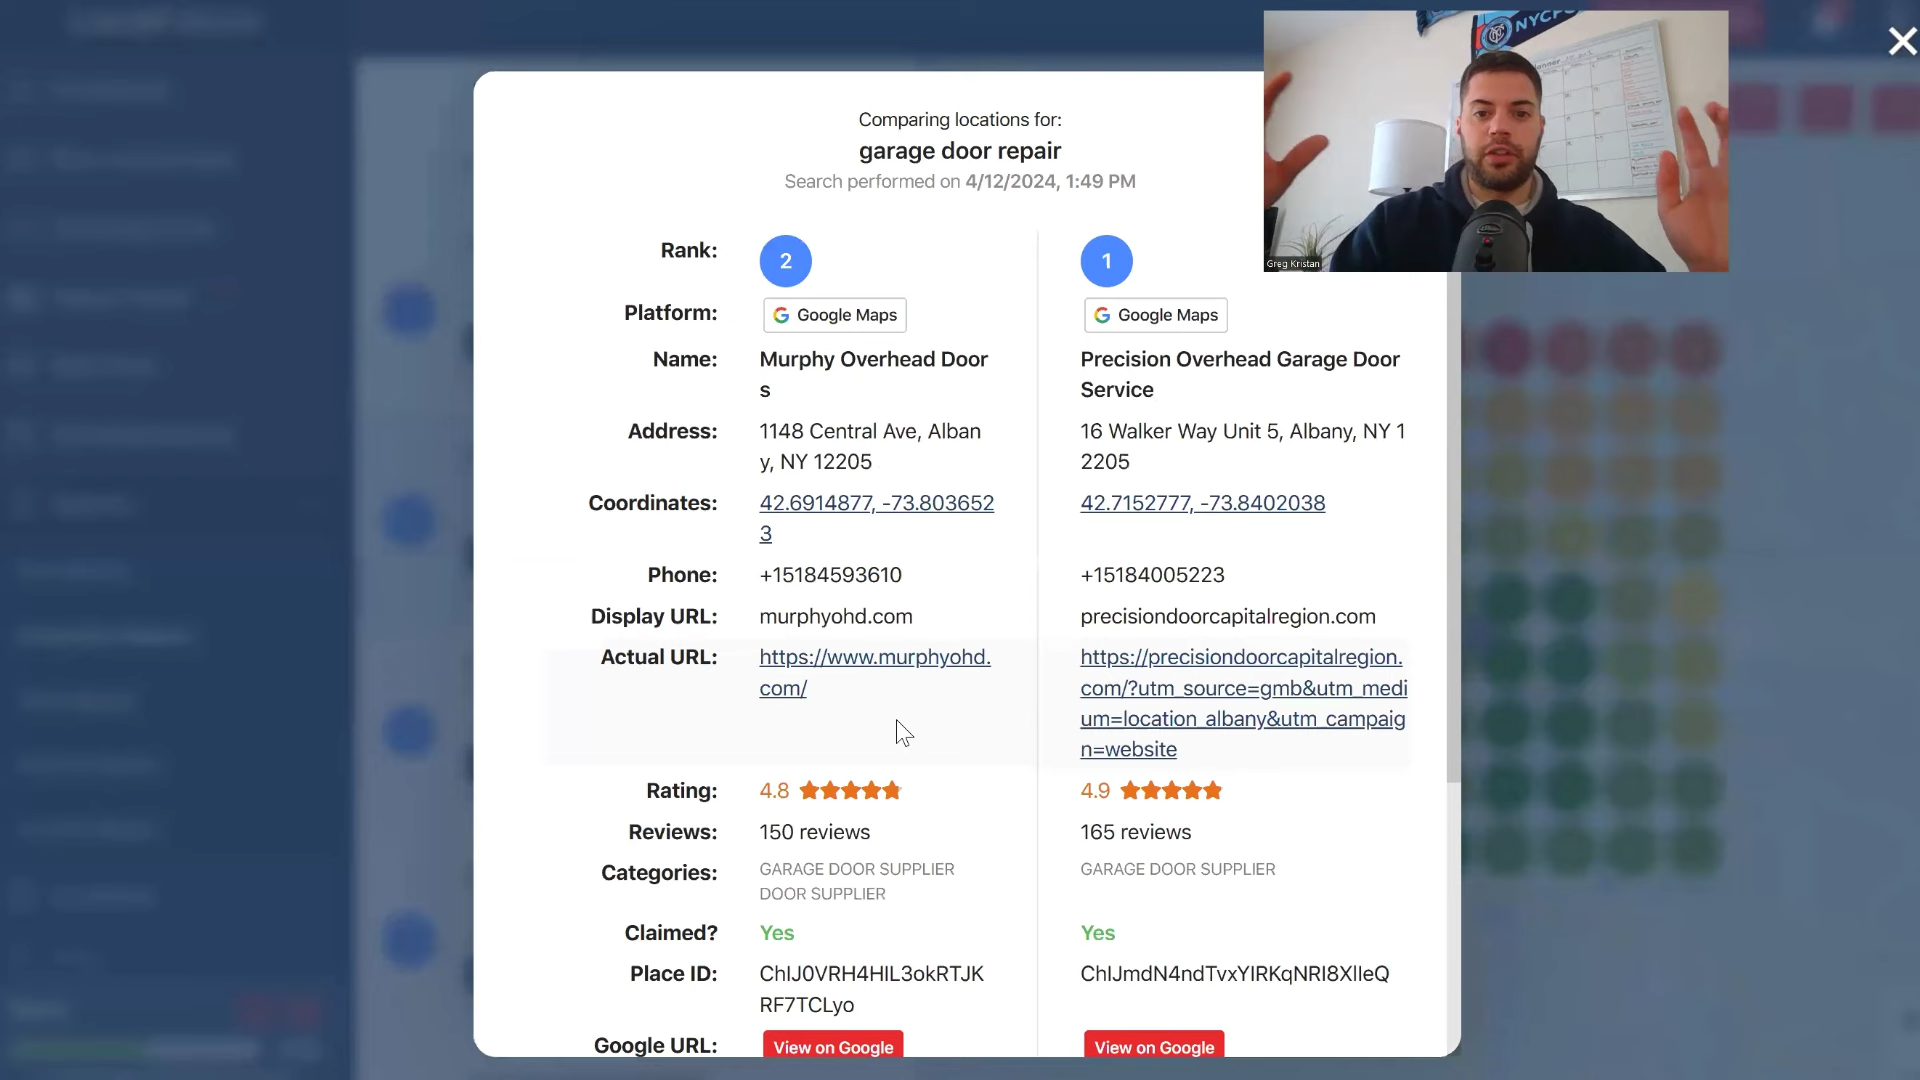 Comparing locations for:
garage door repair
Search performed on 4/12/2024, 1:49 PM
NYCFC
Greg Kristan
Rank:
2
1
Platform:
Google Maps
Google Maps
Name:
Murphy Overhead Door
s
Precision Overhead Garage Door
Service
Address:
1148 Central Ave, Alban
y, NY 12205
16 Walker Way Unit 5, Albany, NY 1
2205
Coordinates:
42.6914877, -73.803652
3
42.7152777, -73.8402038
Phone:
+15184593610
+15184005223
Display URL:
murphyohd.com
precisiondoorcapitalregion.com
Actual URL:
https://www.murphyohd.
com/
https://precisiondoorcapitalregion.
com/?utm_source=gmb&utm_medi
um=location_albany&utm_campaig
n=website
Rating:
4.8
4.9
Reviews:
150 reviews
165 reviews
Categories:
GARAGE DOOR SUPPLIER
DOOR SUPPLIER
GARAGE DOOR SUPPLIER
Claimed?
Yes
Yes
Place ID:
ChIJ0VRH4HIL3okRTJK
RF7TCLyo
ChIJmdN4ndTvxYIRKqNRI8XlIeQ
Google URL:
View on Google
View on Google